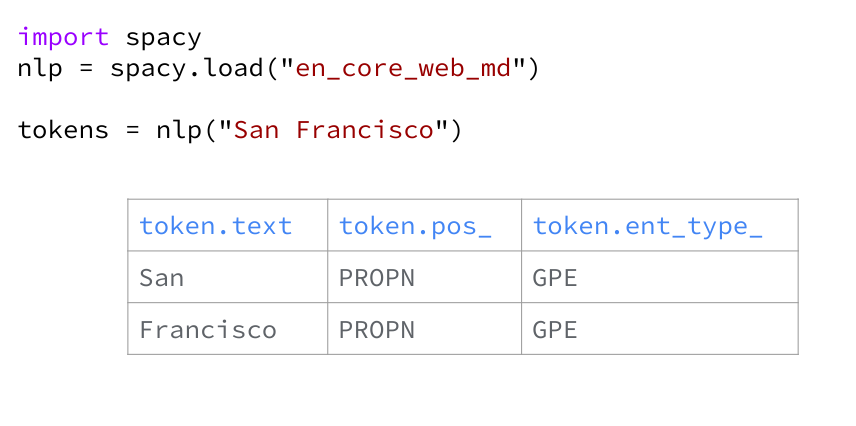 import spacy
nlp = spacy.load("en_core_web_md")
tokens = nlp("San Francisco")
token.text token.pos_ token.ent_type_
San PROPN GPE
Francisco PROPN GPE